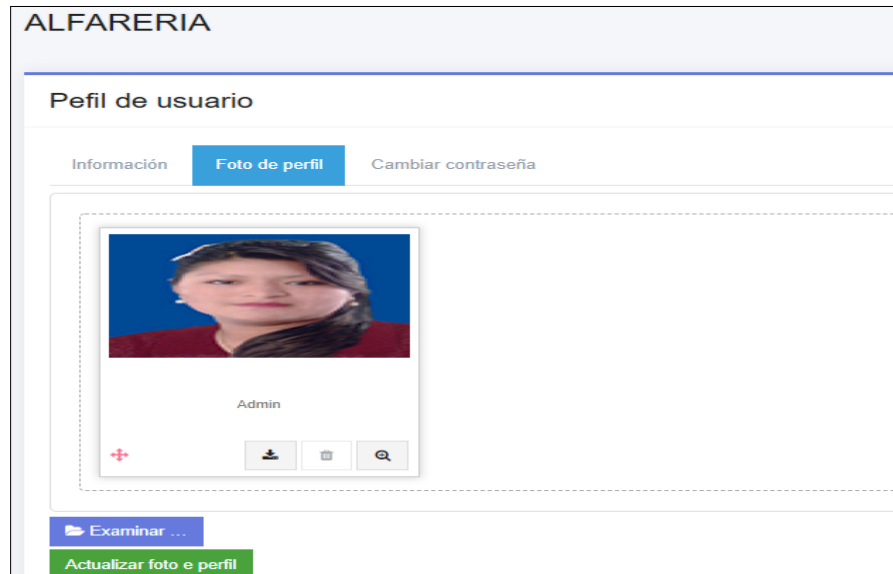 ALFARERIA
Pefil de usuario
Información Foto de perfil Cambiar contraseña
Admin
Examinar ...
Actualizar foto e perfil